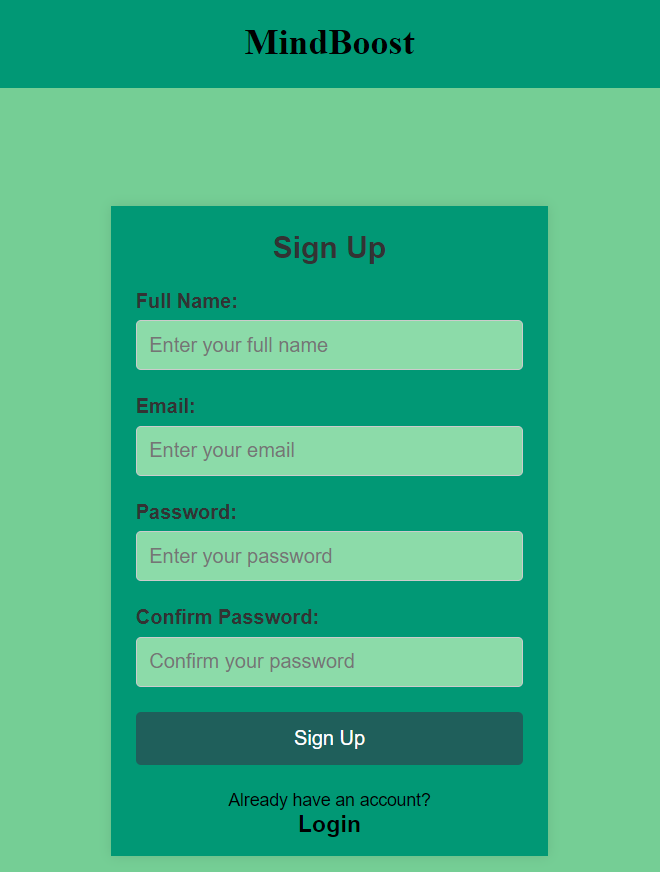 MindBoost
Sign Up
Full Name:
Enter your full name
Email:
Enter your email
Password:
Enter your password
Confirm Password:
Confirm your password
Sign Up
Already have an account?
Login